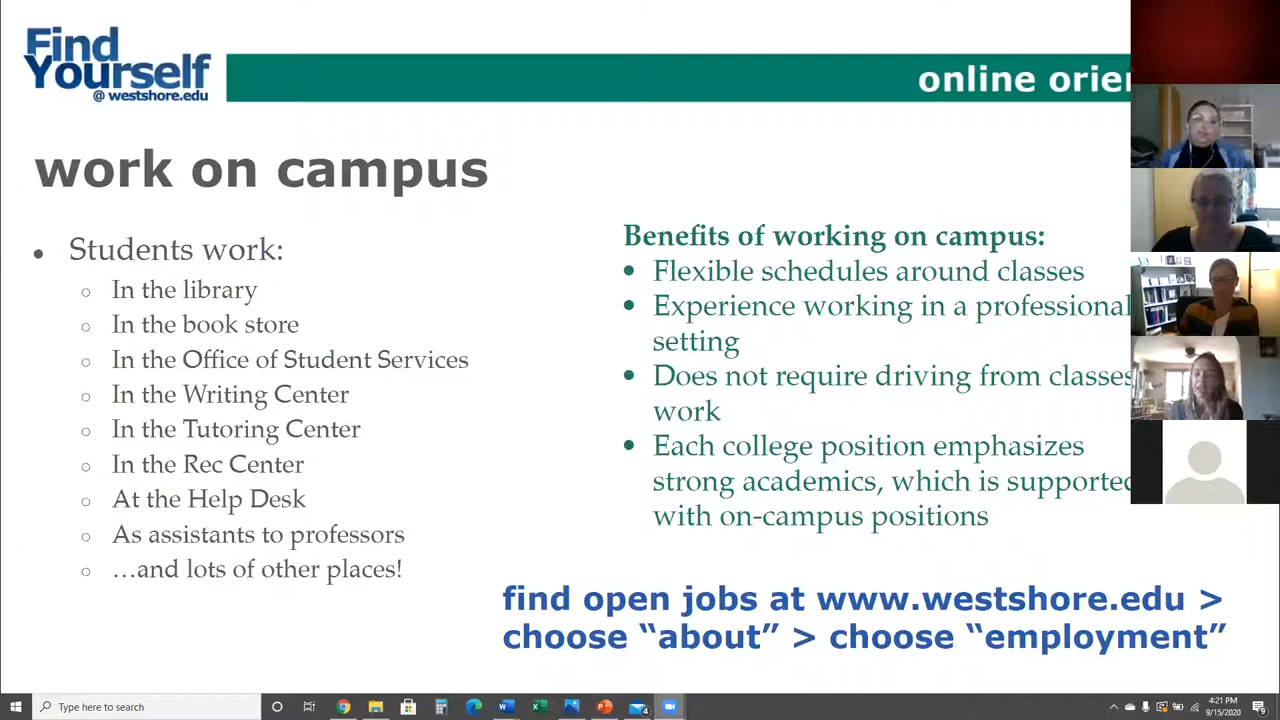 Find
Yourself
@ westshore.edu
online orie
work on campus
• Students work:
○ In the library
○ In the book store
○ In the Office of Student Services
○ In the Writing Center
○ In the Tutoring Center
○ In the Rec Center
○ At the Help Desk
○ As assistants to professors
○ …and lots of other places!
Benefits of working on campus:
• Flexible schedules around classes
• Experience working in a professional
setting
• Does not require driving from classes
work
• Each college position emphasizes
strong academics, which is supported
with on-campus positions
find open jobs at www.westshore.edu >
choose “about” > choose “employment”
Type here to search
4
4:21 PM
9/15/2020
9